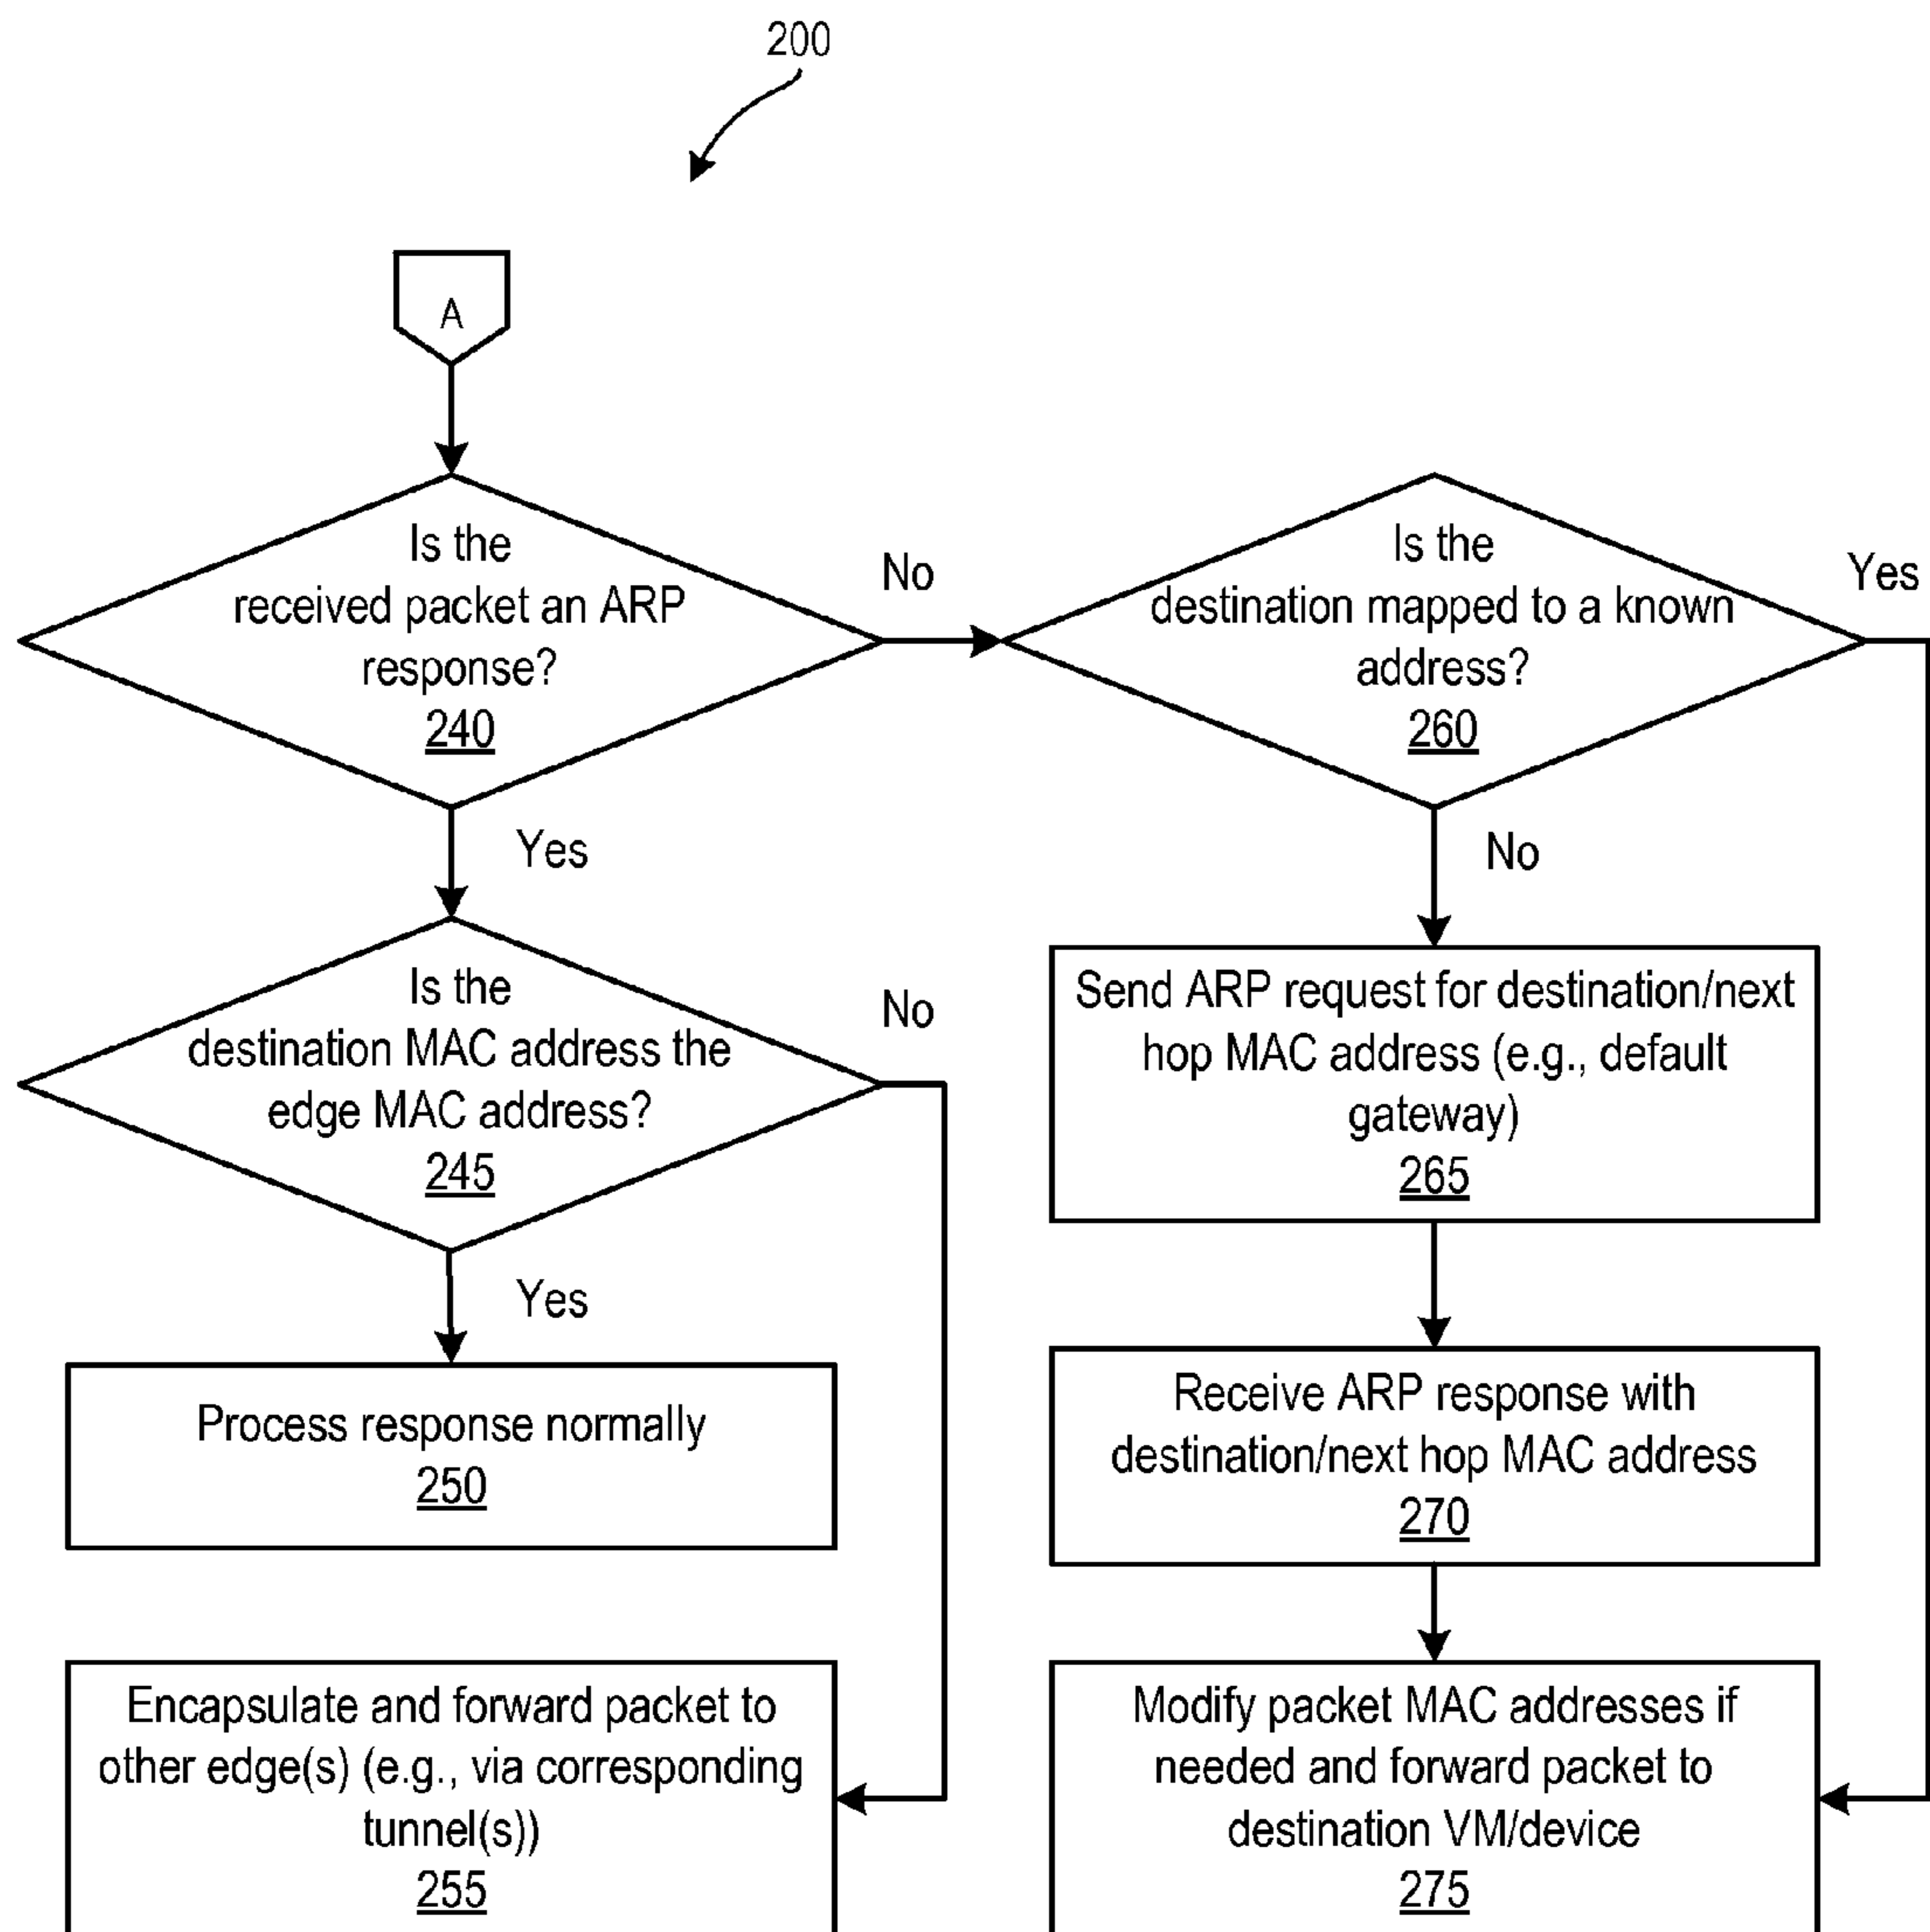 200
A
Is the
received packet an ARP
response?
240
No
Is the
destination mapped to a known
address?
260
Yes
Yes
No
Is the
destination MAC address the
edge MAC address?
245
No
Send ARP request for destination/next
hop MAC address (e.g., default
gateway)
265
Yes
Process response normally
250
Receive ARP response with
destination/next hop MAC address
270
Encapsulate and forward packet to
other edge(s) (e.g., via corresponding
tunnel(s))
255
Modify packet MAC addresses if
needed and forward packet to
destination VM/device
275